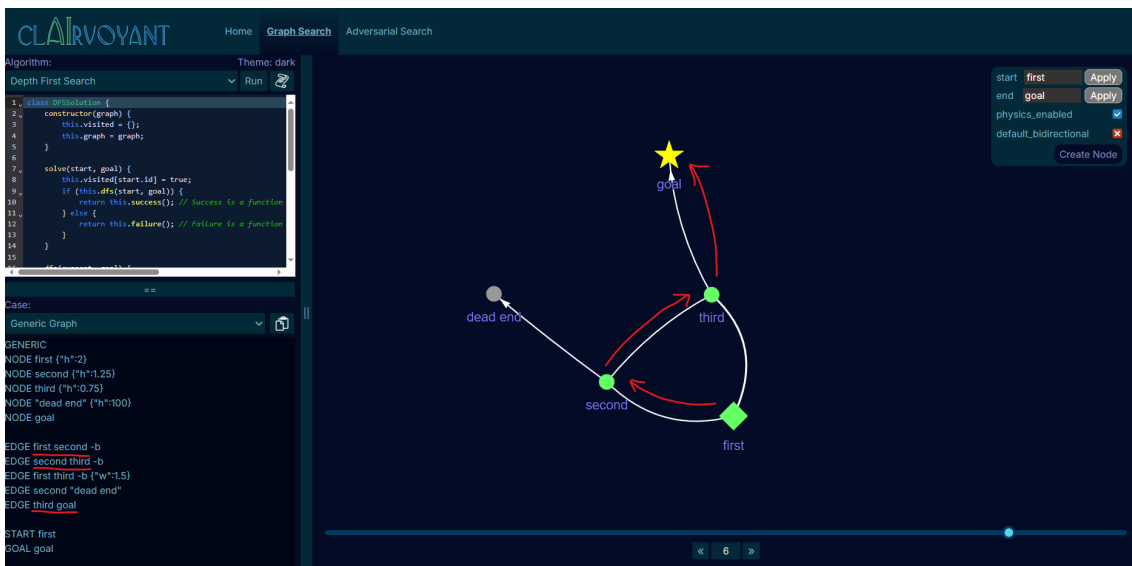 CLAIRVOYANT
Home Graph Search Adversarial Search
Algorithm: Theme: dark
Depth First Search Run
1 class DFSSolution {
2 constructor(graph) {
3 this.visited = {};
4 this.graph = graph;
5 }
6
7 solve(start, goal) {
8 this.visited[start.id] = true;
9 if (this.dfs(start, goal)) {
10 return this.success(); // Success is a function
11 } else {
12 return this.failure(); // Failure is a function
13 }
14 }
15
==
Case:
Generic Graph
GENERIC
NODE first {"h":2}
NODE second {"h":1.25}
NODE third {"h":0.75}
NODE "dead end" {"h":100}
NODE goal
EDGE first second -b
EDGE second third -b
EDGE first third -b {"w":1.5}
EDGE second "dead end"
EDGE third goal
START first
GOAL goal
goal
dead end
third
second
first
start first Apply
end goal Apply
physics_enabled
default_bidirectional
Create Node
« 6 »